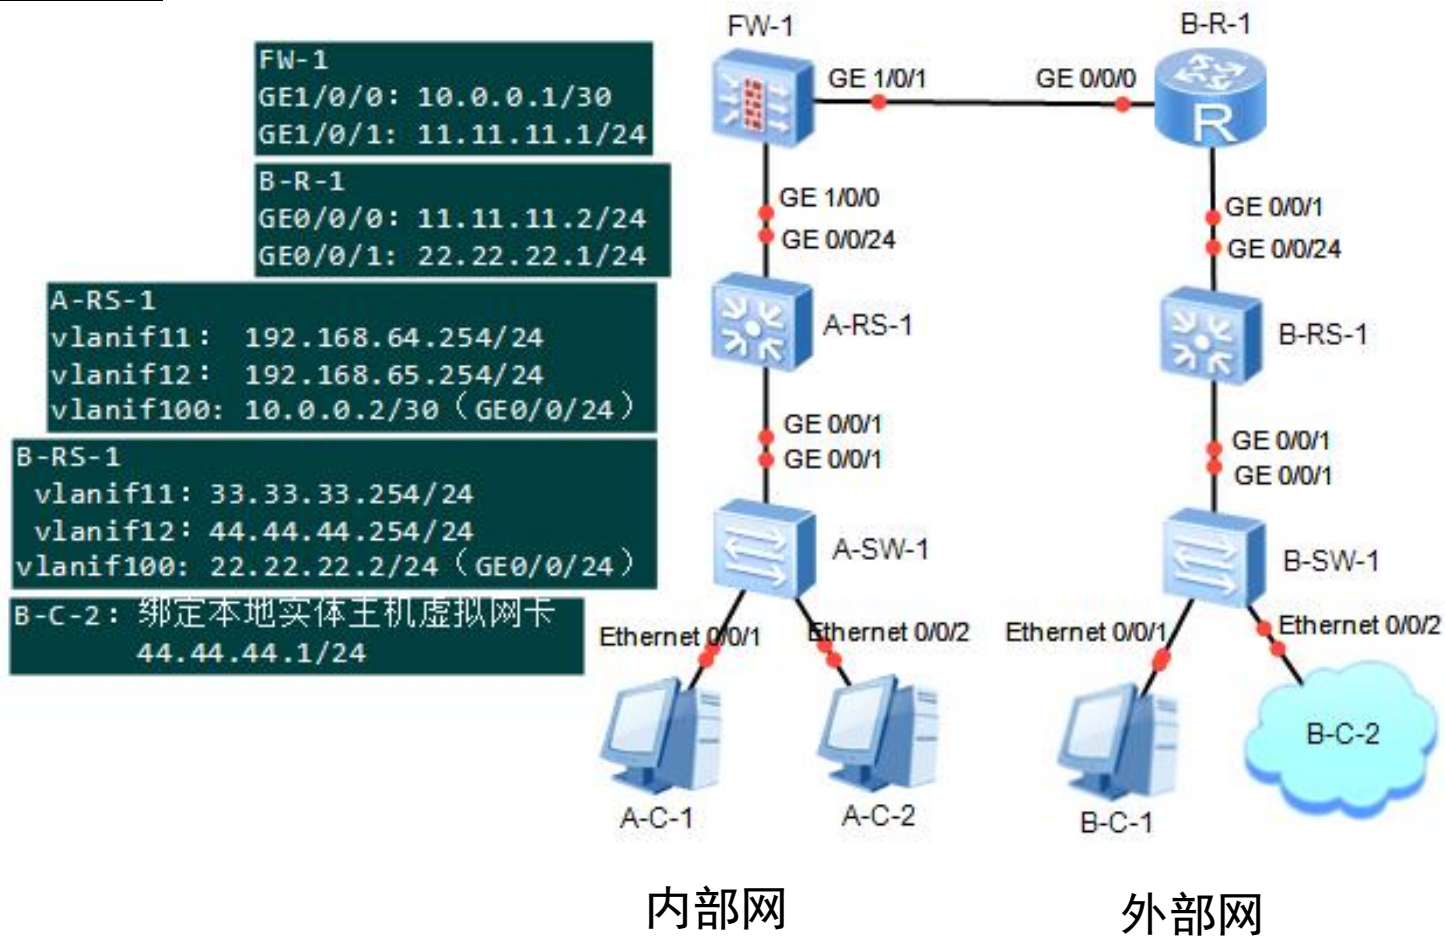 FW-1
GE1/0/0: 10.0.0.1/30
GE1/0/1: 11.11.11.1/24
B-R-1
GE0/0/0: 11.11.11.2/24
GE0/0/1: 22.22.22.1/24
A-RS-1
vlanif11: 192.168.64.254/24
vlanif12: 192.168.65.254/24
vlanif100: 10.0.0.2/30（GE0/0/24）
B-RS-1
vlanif11: 33.33.33.254/24
vlanif12: 44.44.44.254/24
vlanif100: 22.22.22.2/24（GE0/0/24）
B-C-2: 绑定本地实体主机虚拟网卡
44.44.44.1/24
FW-1
B-R-1
GE 1/0/1
GE 0/0/0
R
GE 1/0/0
GE 0/0/24
GE 0/0/1
GE 0/0/24
A-RS-1
B-RS-1
GE 0/0/1
GE 0/0/1
GE 0/0/1
GE 0/0/1
A-SW-1
B-SW-1
Ethernet 0/0/1
Ethernet 0/0/2
Ethernet 0/0/1
Ethernet 0/0/2
A-C-1
A-C-2
B-C-1
B-C-2
内部网
外部网